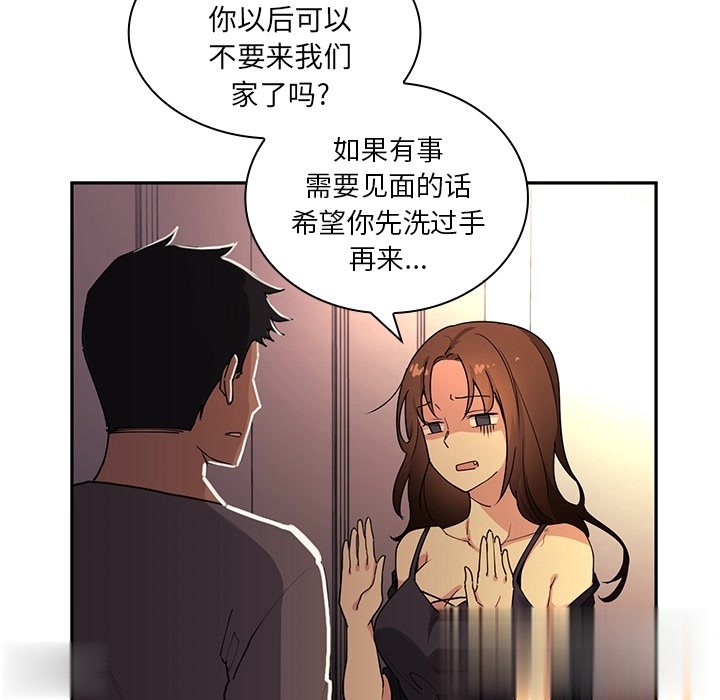 你以后可以
不要来我们
家了吗?
如果有事
需要见面的话
希望你先洗过手
再来...